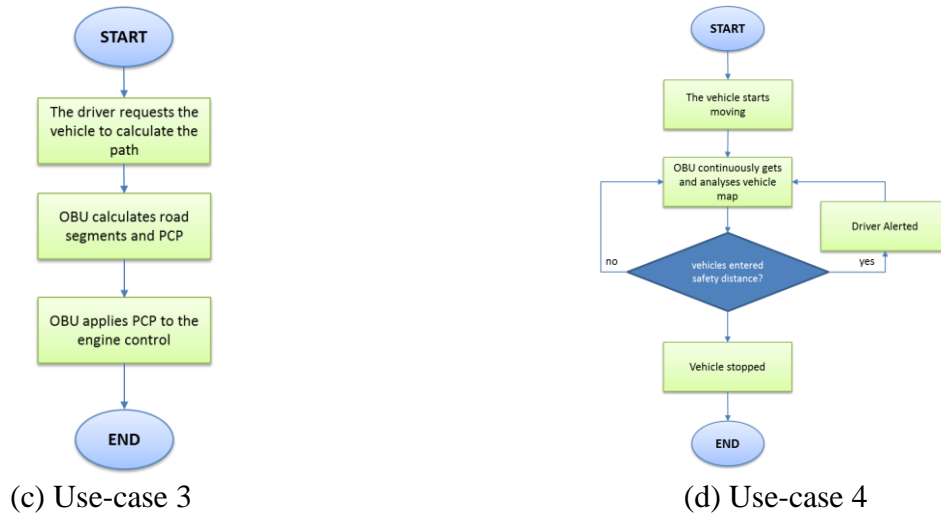 START
The driver requests the
vehicle to calculate the
path
OBU calculates road
segments and PCP
OBU applies PCP to the
engine control
END
(c) Use-case 3
START
The vehicle starts
moving
OBU continuously gets
and analyses vehicle
map
Driver Alerted
no
vehicles entered
safety distance?
yes
Vehicle stopped
END
(d) Use-case 4